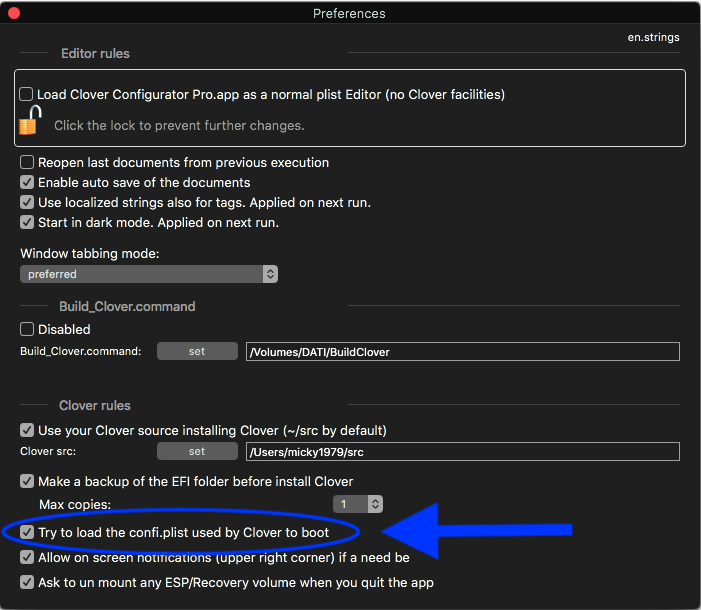 Preferences
en.strings
Editor rules
Load Clover Configurator Pro.app as a normal plist Editor (no Clover facilities)
Click the lock to prevent further changes.
Reopen last documents from previous execution
Enable auto save of the documents
Use localized strings also for tags. Applied on next run.
Start in dark mode. Applied on next run.
Window tabbing mode:
preferred
Build_Clover.command
Disabled
Build_Clover.command: set /Volumes/DATI/BuildClover
Clover rules
Use your Clover source installing Clover (~/src by default)
Clover src: set /Users/micky1979/src
Make a backup of the EFI folder before install Clover
Max copies: 1
Try to load the confi.plist used by Clover to boot
Allow on screen notifications (upper right corner) if a need be
Ask to un mount any ESP/Recovery volume when you quit the app